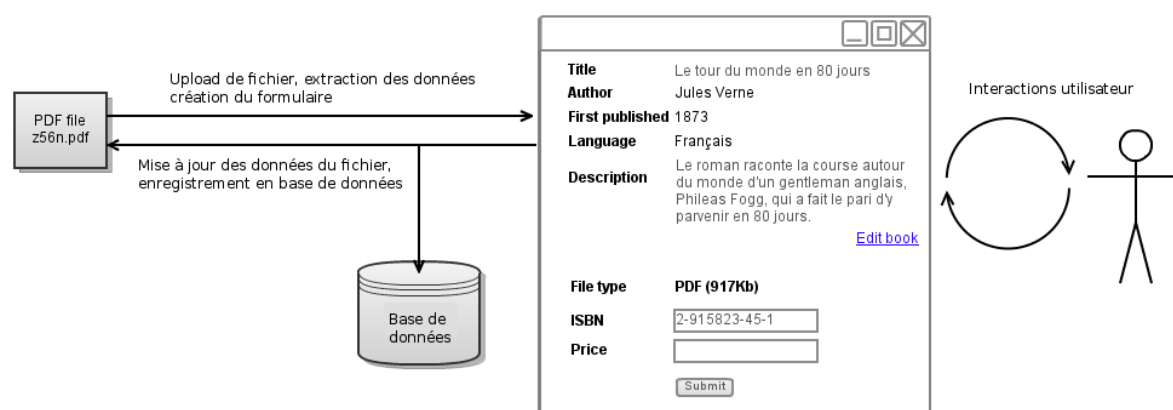 PDF file
z56n.pdf
Upload de fichier, extraction des données
création du formulaire
Mise à jour des données du fichier,
enregistrement en base de données
Base de
données
Title Le tour du monde en 80 jours
Author Jules Verne
First published 1873
Language Français
Description Le roman raconte la course autour
du monde d'un gentleman anglais,
Phileas Fogg, qui a fait le pari d'y
parvenir en 80 jours.
Edit book
File type PDF (917Kb)
ISBN 2-915823-45-1
Price
Submit
Interactions utilisateur